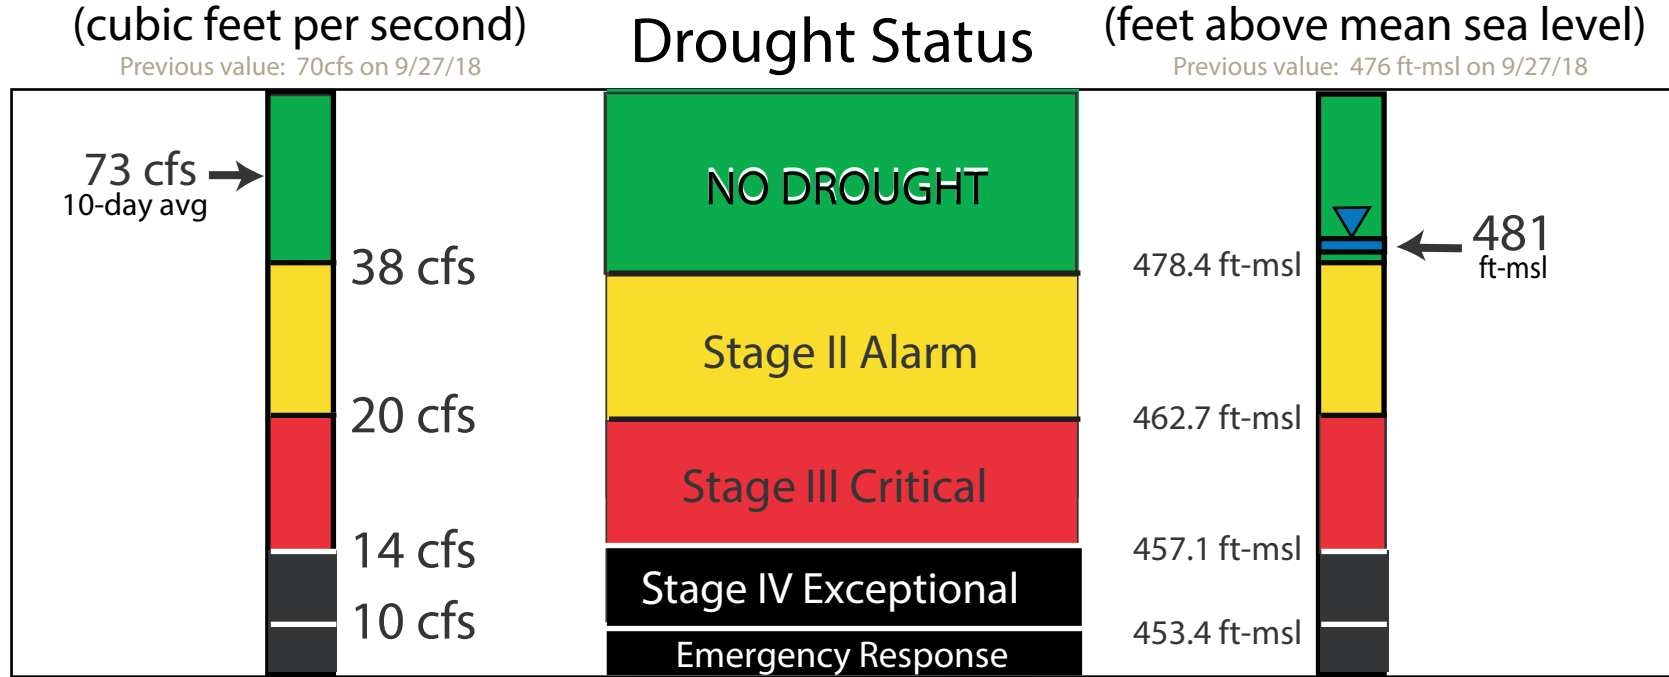 (cubic feet per second)
Previous value: 70cfs on 9/27/18
Drought Status
(feet above mean sea level)
Previous value: 476 ft-msl on 9/27/18
73 cfs
10-day avg
38 cfs
20 cfs
14 cfs
10 cfs
NO DROUGHT
Stage II Alarm
Stage III Critical
Stage IV Exceptional
Emergency Response
478.4 ft-msl
462.7 ft-msl
457.1 ft-msl
453.4 ft-msl
481
ft-msl